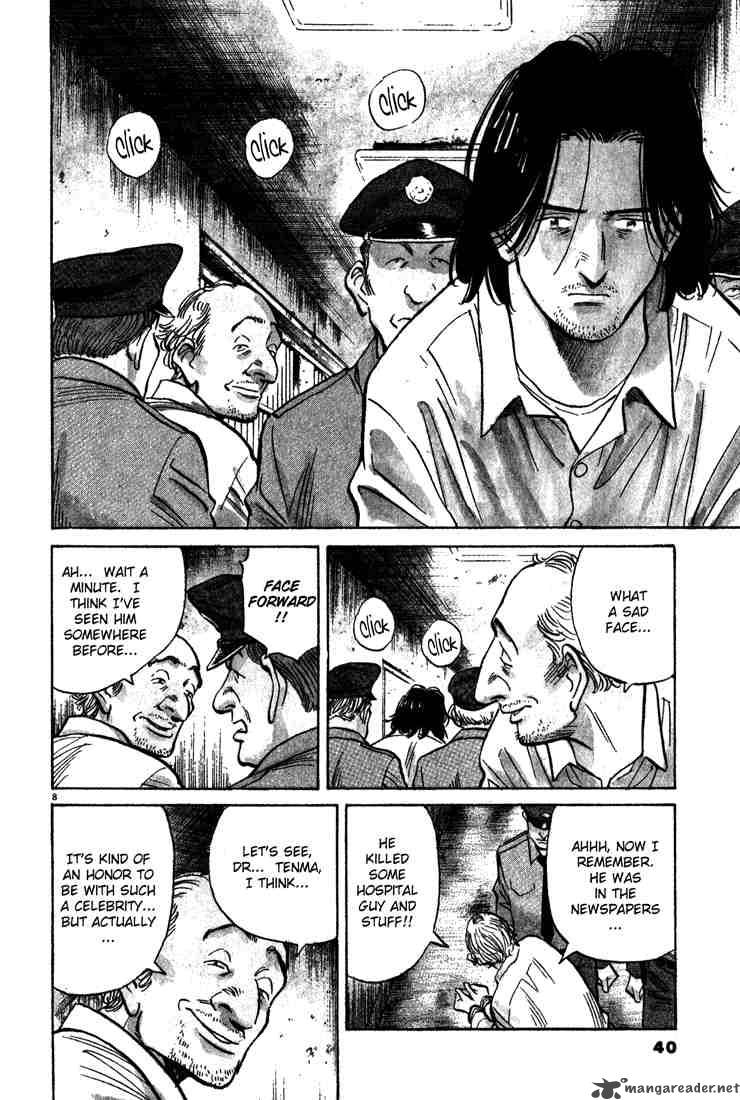 click
click
click
WHAT
A SAD
FACE...
click
click
FACE
FORWARD
!!
AH... WAIT A
MINUTE. I
THINK I'VE
SEEN HIM
SOMEWHERE
BEFORE...
8
AHHH, NOW I
REMEMBER.
HE WAS
IN THE
NEWSPAPERS
...
HE
KILLED
SOME
HOSPITAL
GUY AND
STUFF!!
LET'S SEE,
DR... TENMA,
I THINK...
IT'S KIND OF
AN HONOR TO
BE WITH SUCH
A CELEBRITY...
BUT ACTUALLY
...
40
mangareader.net